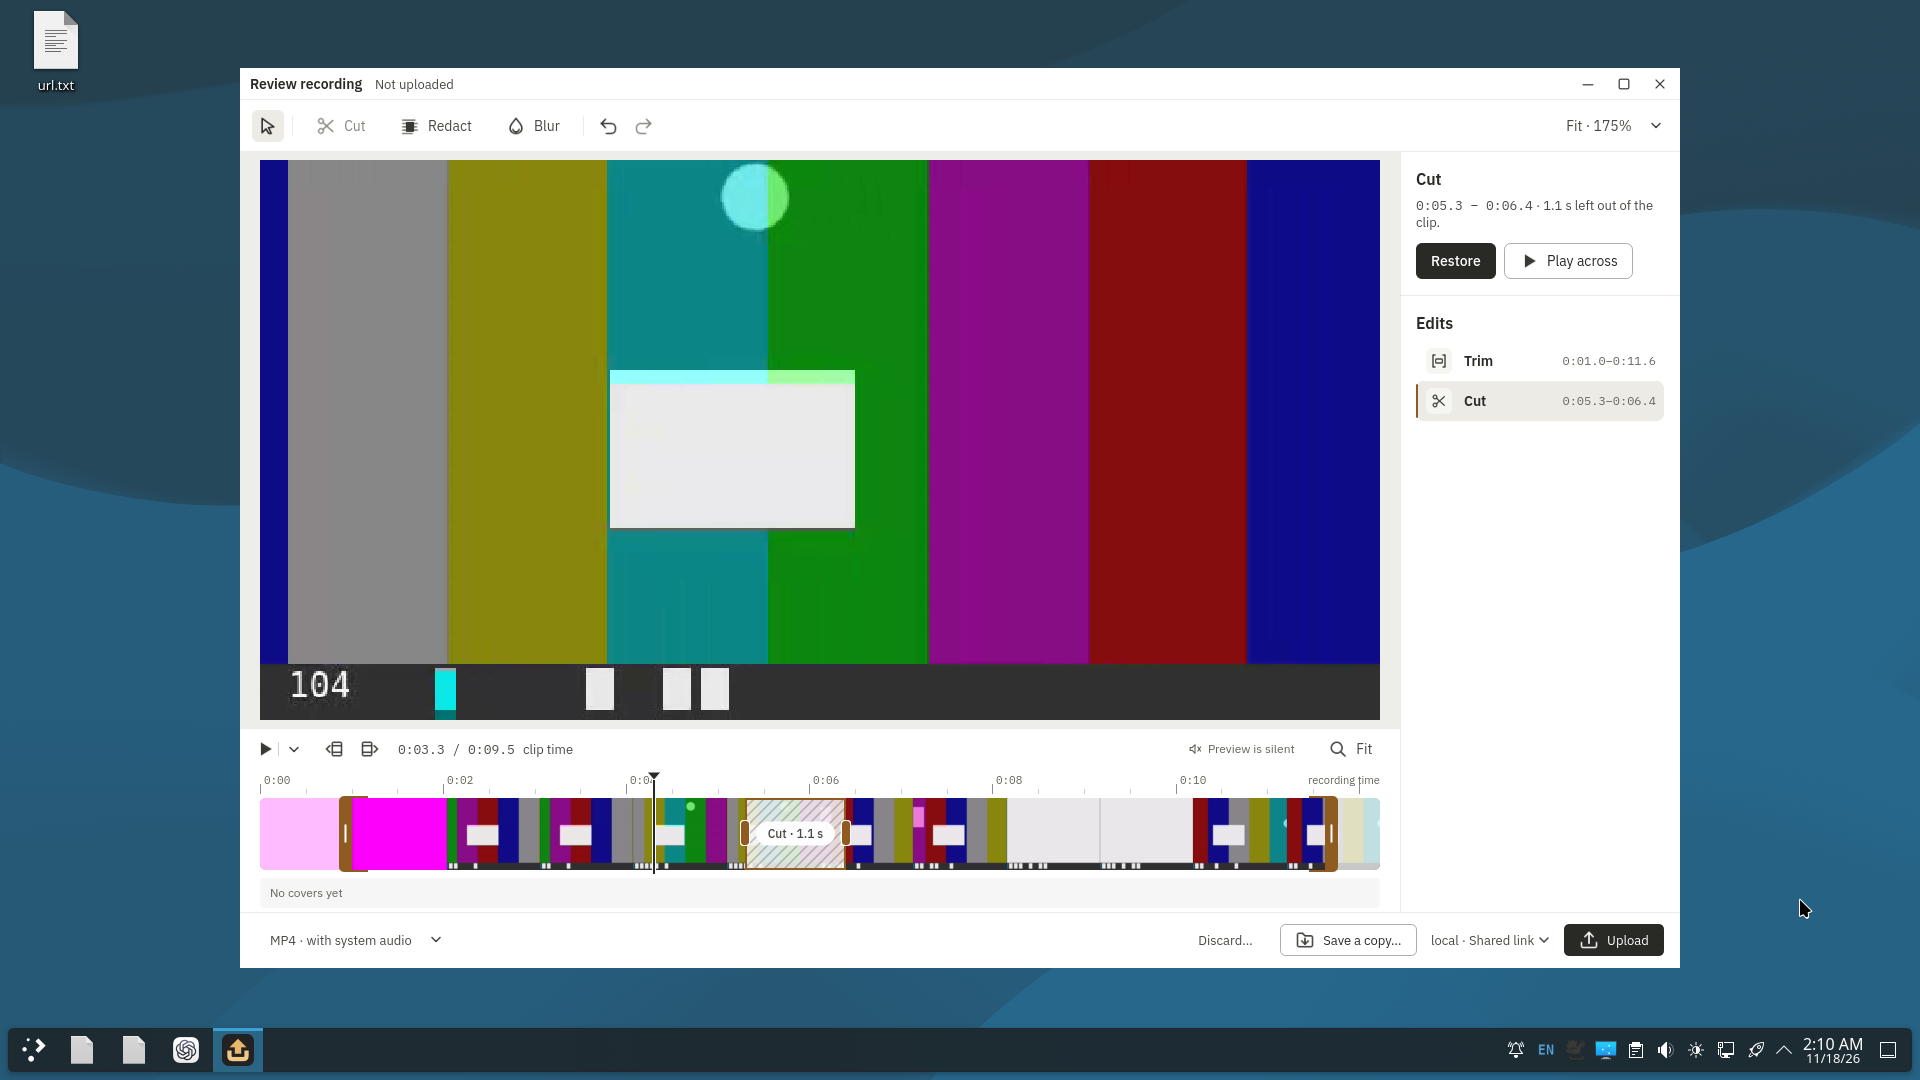 url.txt
Review recording Not uploaded
Cut Redact Blur Fit · 175%
104
Cut
0:05.3 – 0:06.4 · 1.1 s left out of the
clip.
Restore Play across
Edits
Trim 0:01.0–0:11.6
Cut 0:05.3–0:06.4
0:03.3 / 0:09.5 clip time Preview is silent Fit
0:00 0:02 0:06 0:08 0:10 recording time
Cut · 1.1 s
No covers yet
MP4 · with system audio Discard... Save a copy... local · Shared link Upload
EN 2:10 AM
11/18/26